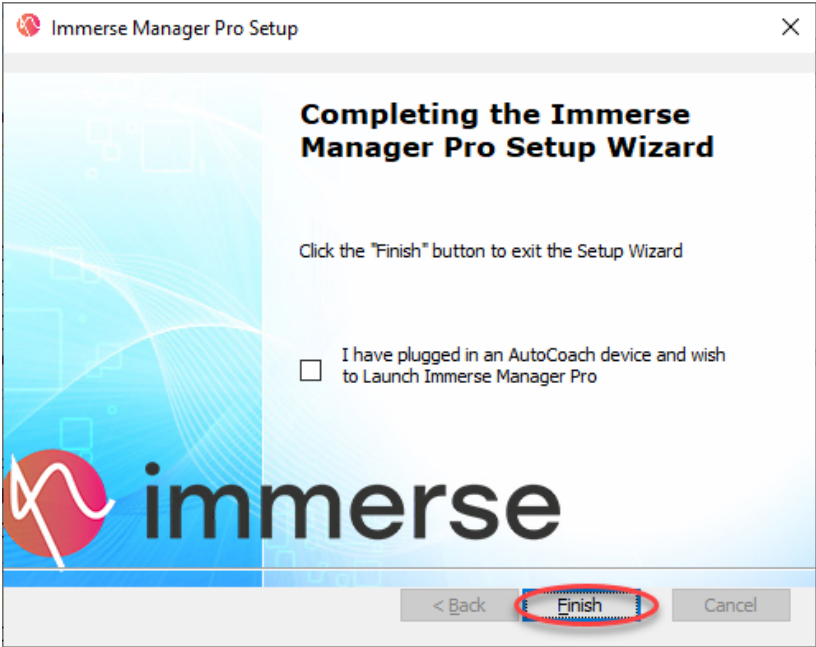 Immerse Manager Pro Setup
Completing the Immerse
Manager Pro Setup Wizard
Click the "Finish" button to exit the Setup Wizard
I have plugged in an AutoCoach device and wish
to Launch Immerse Manager Pro
immerse
< Back Finish Cancel